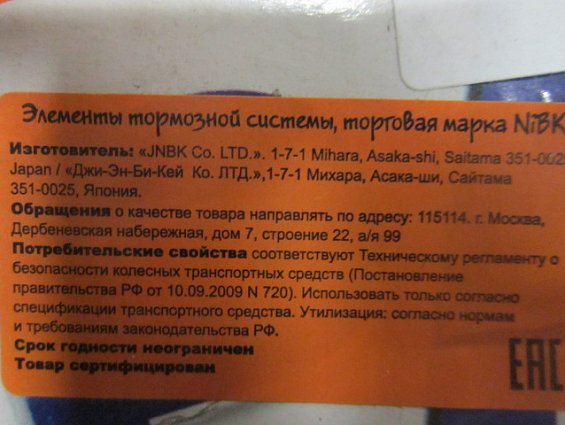 Элементы тормозной системы, торговая марка NiBK
Изготовитель: «JNBK Co. LTD.». 1-7-1 Mihara, Asaka-shi, Saitama 351-0025
Japan / «Джи-Эн-Би-Кей Ко. ЛТД.»,1-7-1 Михара, Асака-ши, Сайтама
351-0025, Япония.
Обращения о качестве товара направлять по адресу: 115114. г. Москва,
Дербеневская набережная, дом 7, строение 22, а/я 99
Потребительские свойства соответствуют Техническому регламенту о
безопасности колесных транспортных средств (Постановление
правительства РФ от 10.09.2009 N 720). Использовать только согласно
спецификации транспортного средства. Утилизация: согласно нормам
и требованиям законодательства РФ.
Срок годности неограничен
Товар сертифицирован
EAC